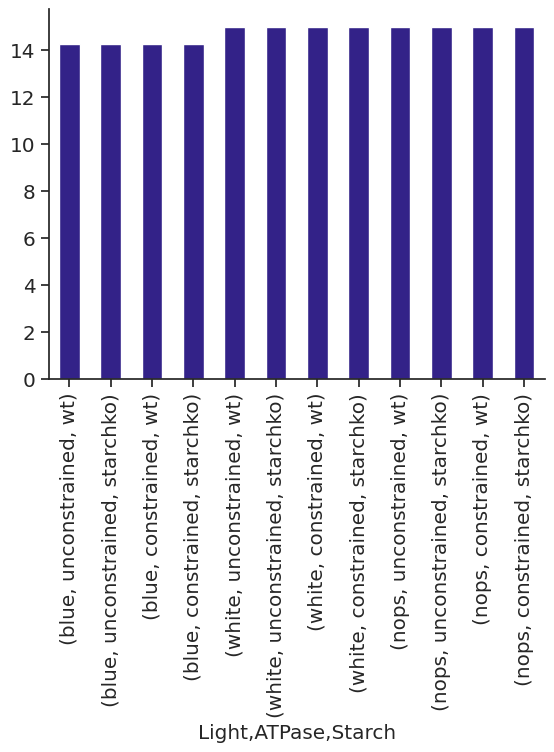 14
12
10
8
6
4
2
0
(blue, unconstrained, wt)
(blue, unconstrained, starchko)
(blue, constrained, wt)
(blue, constrained, starchko)
(white, unconstrained, wt)
(white, unconstrained, starchko)
(white, constrained, wt)
(white, constrained, starchko)
(nops, unconstrained, wt)
(nops, unconstrained, starchko)
(nops, constrained, wt)
(nops, constrained, starchko)
Light,ATPase,Starch